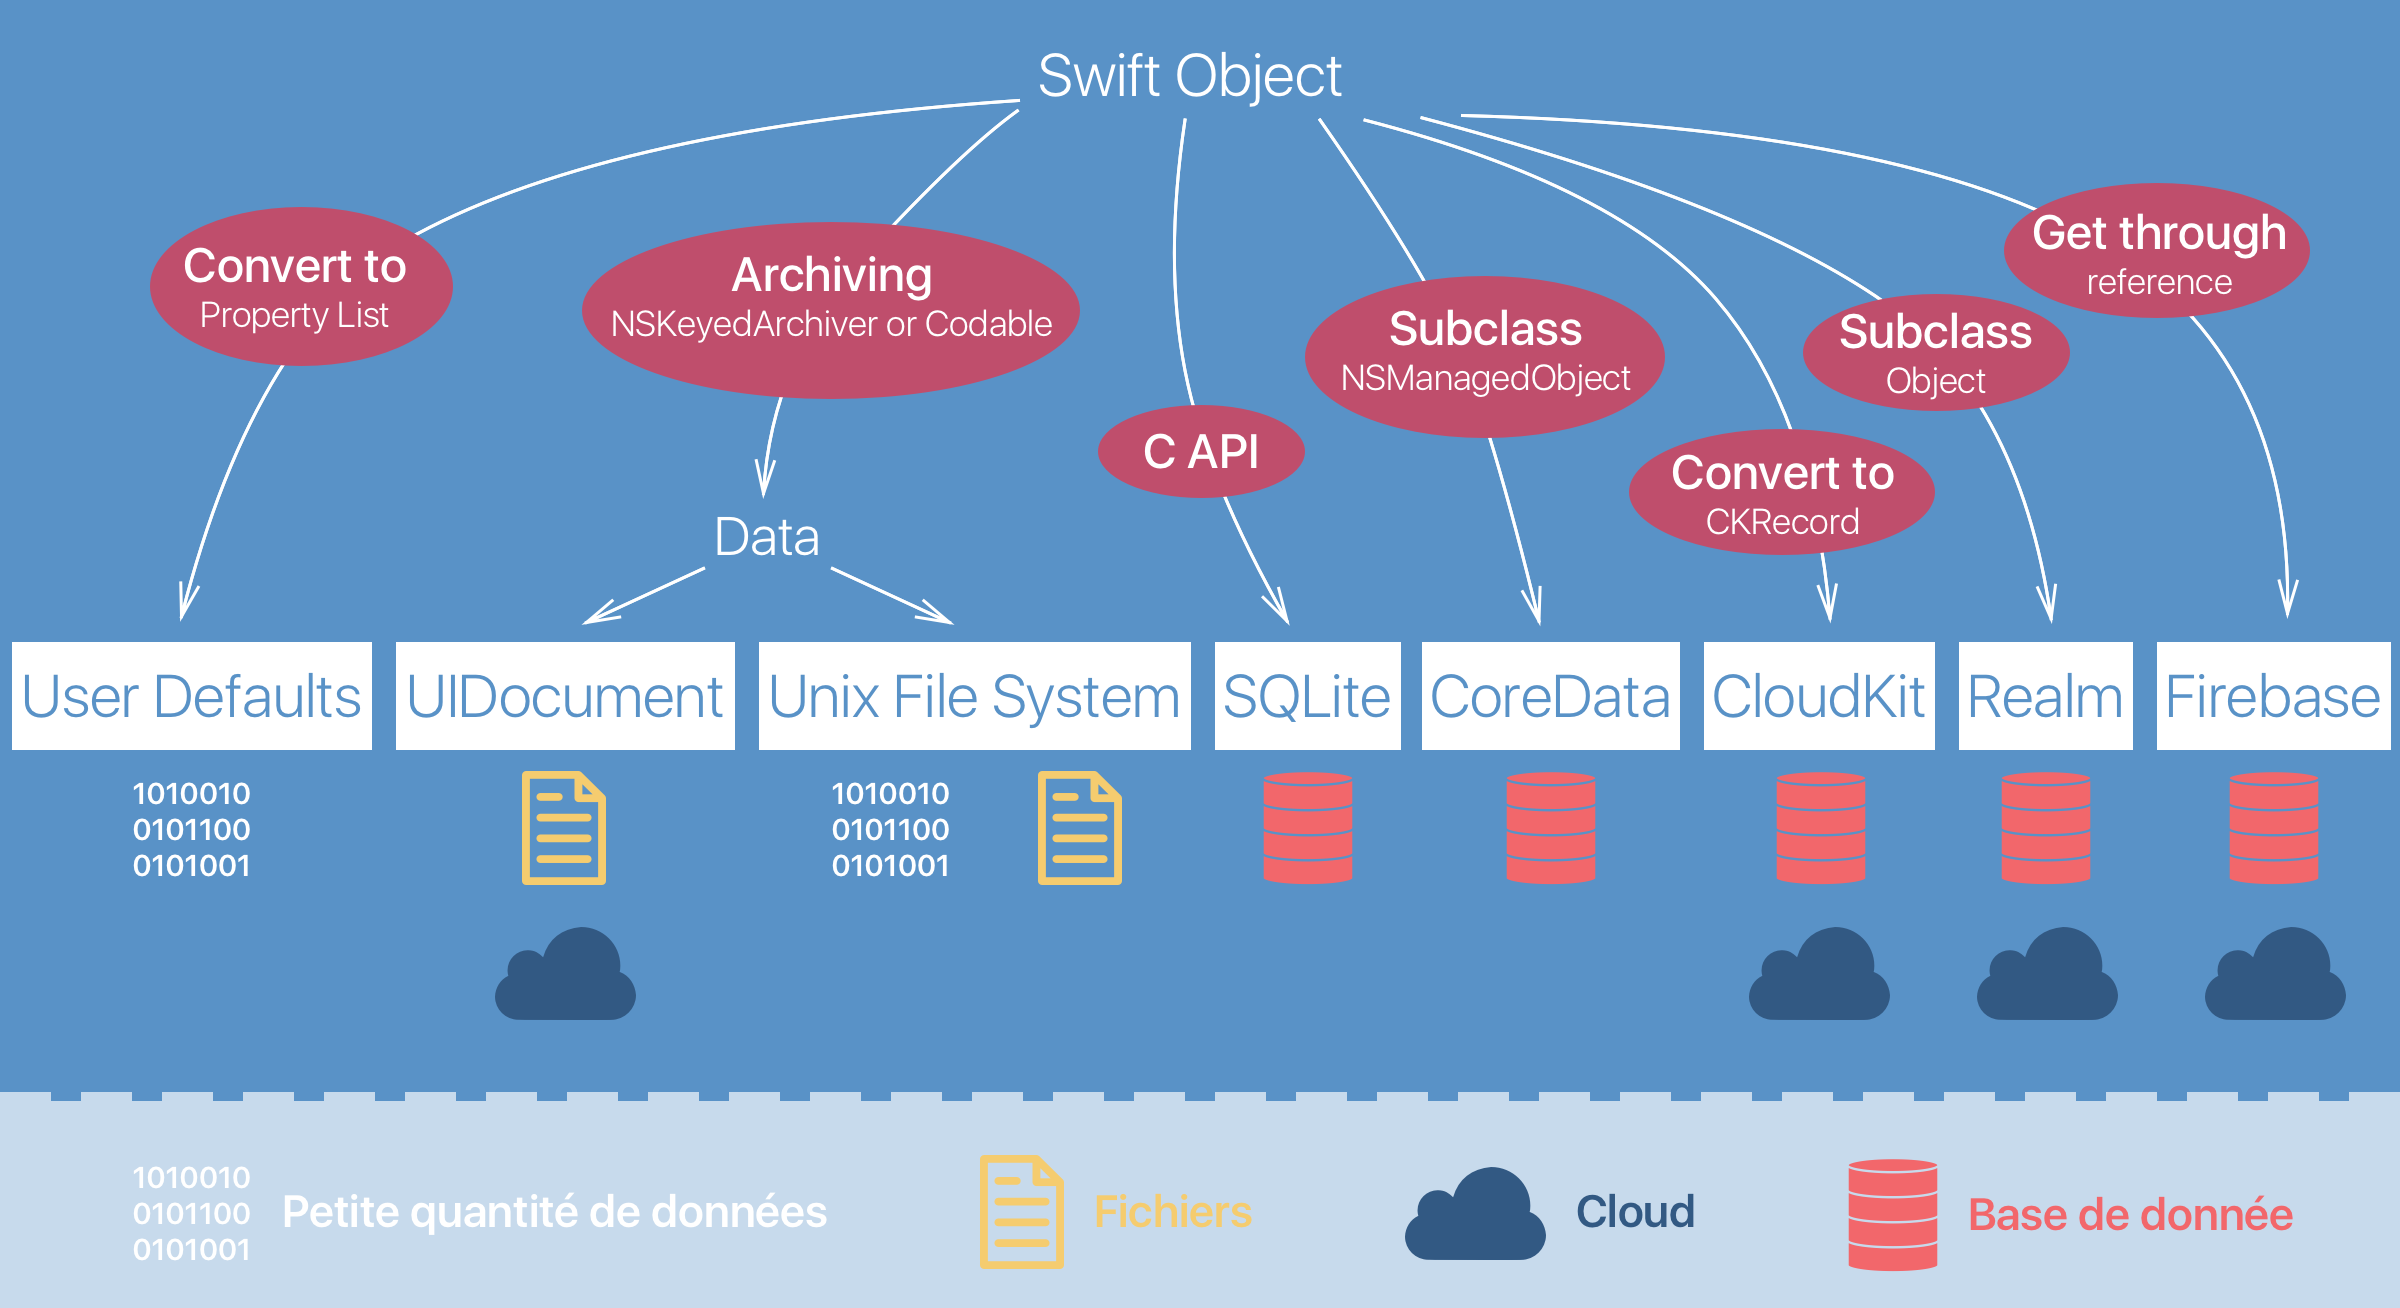 Swift Object
Convert to
Property List
Archiving
NSKeyedArchiver or Codable
Data
C API
Subclass
NSManagedObject
Convert to
CKRecord
Subclass
Object
Get through
reference
User Defaults
UIDocument
Unix File System
SQLite
CoreData
CloudKit
Realm
Firebase
1010010
0101100
0101001
1010010
0101100
0101001
1010010
0101100
0101001
Petite quantité de données
Fichiers
Cloud
Base de donnée